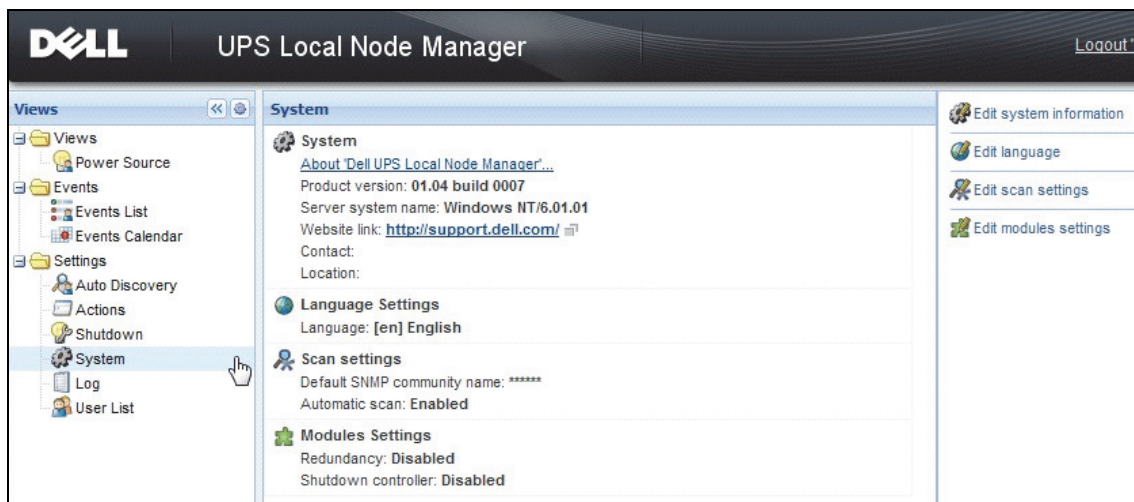 DELL
UPS Local Node Manager
Logout
Views
Views
Power Source
Events
Events List
Events Calendar
Settings
Auto Discovery
Actions
Shutdown
System
Log
User List
System
System
About 'Dell UPS Local Node Manager'...
Product version: 01.04 build 0007
Server system name: Windows NT/6.01.01
Website link: http://support.dell.com/
Contact:
Location:
Language Settings
Language: [en] English
Scan settings
Default SNMP community name: ******
Automatic scan: Enabled
Modules Settings
Redundancy: Disabled
Shutdown controller: Disabled
Edit system information
Edit language
Edit scan settings
Edit modules settings